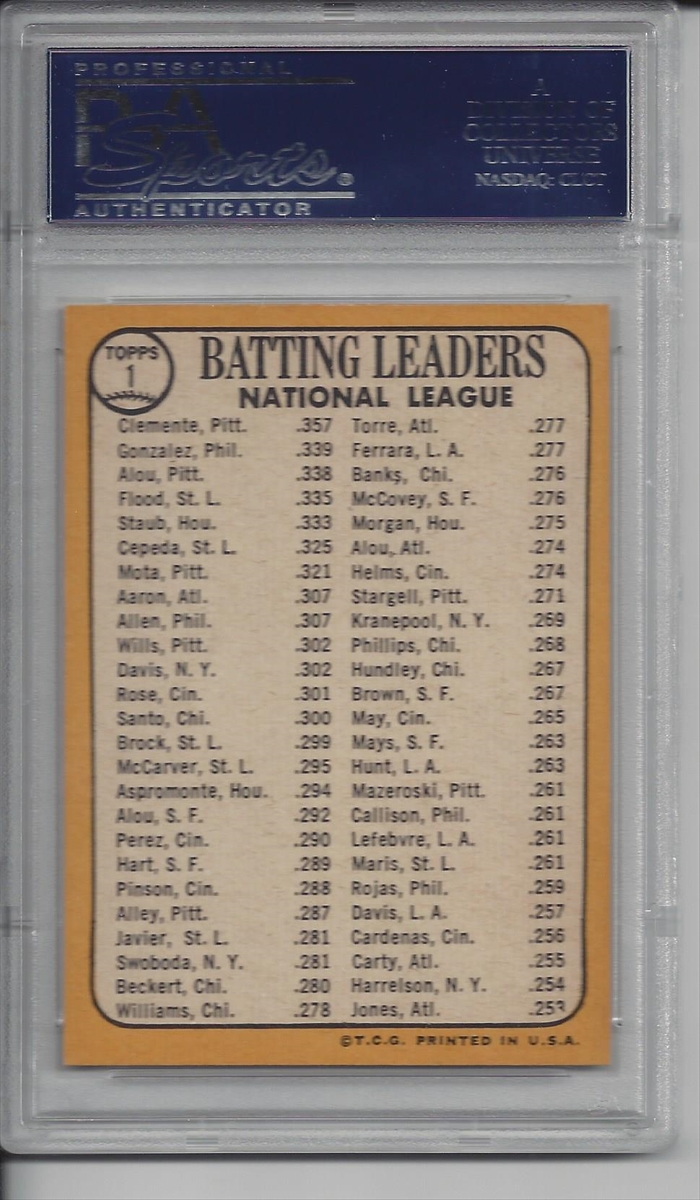 PROFESSIONAL
PSA
Sports®
AUTHENTICATOR
A
DIVISION OF
COLLECTORS
UNIVERSE
NASDAQ: CLCT
TOPPS
1
BATTING LEADERS
NATIONAL LEAGUE
Clemente, Pitt. .357 Torre, Atl. .277
Gonzalez, Phil. .339 Ferrara, L. A. .277
Alou, Pitt. .338 Banks, Chi. .276
Flood, St. L. .335 McCovey, S. F. .276
Staub, Hou. .333 Morgan, Hou. .275
Cepeda, St. L. .325 Alou, Atl. .274
Mota, Pitt. .321 Helms, Cin. .274
Aaron, Atl. .307 Stargell, Pitt. .271
Allen, Phil. .307 Kranepool, N. Y. .269
Wills, Pitt. .302 Phillips, Chi. .268
Davis, N. Y. .302 Hundley, Chi. .267
Rose, Cin. .301 Brown, S. F. .267
Santo, Chi. .300 May, Cin. .265
Brock, St. L. .299 Mays, S. F. .263
McCarver, St. L. .295 Hunt, L. A. .263
Aspromonte, Hou. .294 Mazeroski, Pitt. .261
Alou, S. F. .292 Callison, Phil. .261
Perez, Cin. .290 Lefebvre, L. A. .261
Hart, S. F. .289 Maris, St. L. .261
Pinson, Cin. .288 Rojas, Phil. .259
Alley, Pitt. .287 Davis, L. A. .257
Javier, St. L. .281 Cardenas, Cin. .256
Swoboda, N. Y. .281 Carty, Atl. .255
Beckert, Chi. .280 Harrelson, N. Y. .254
Williams, Chi. .278 Jones, Atl. .253
©T.C.G. PRINTED IN U.S.A.